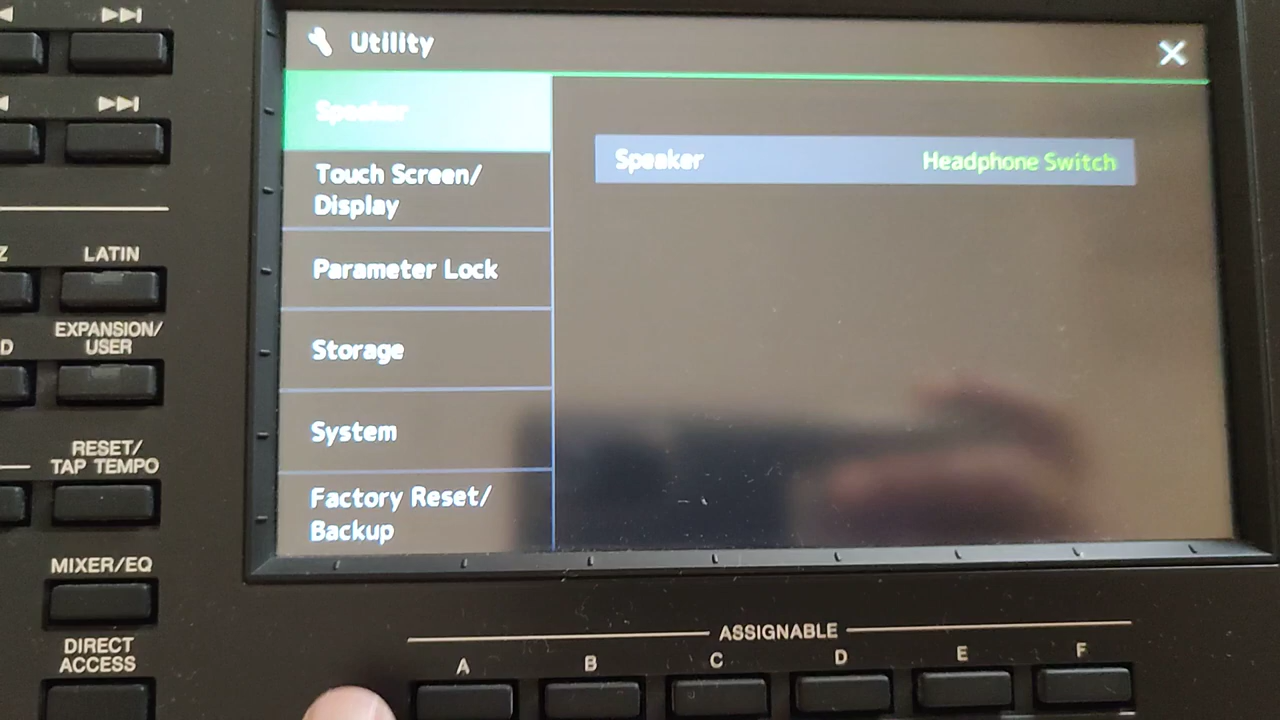 Utility
Speaker
Touch Screen/
Display
Parameter Lock
Storage
System
Factory Reset/
Backup
Speaker Headphone Switch
LATIN
EXPANSION/
USER
D
RESET/
TAP TEMPO
MIXER/EQ
DIRECT
ACCESS
ASSIGNABLE
A B C D E F